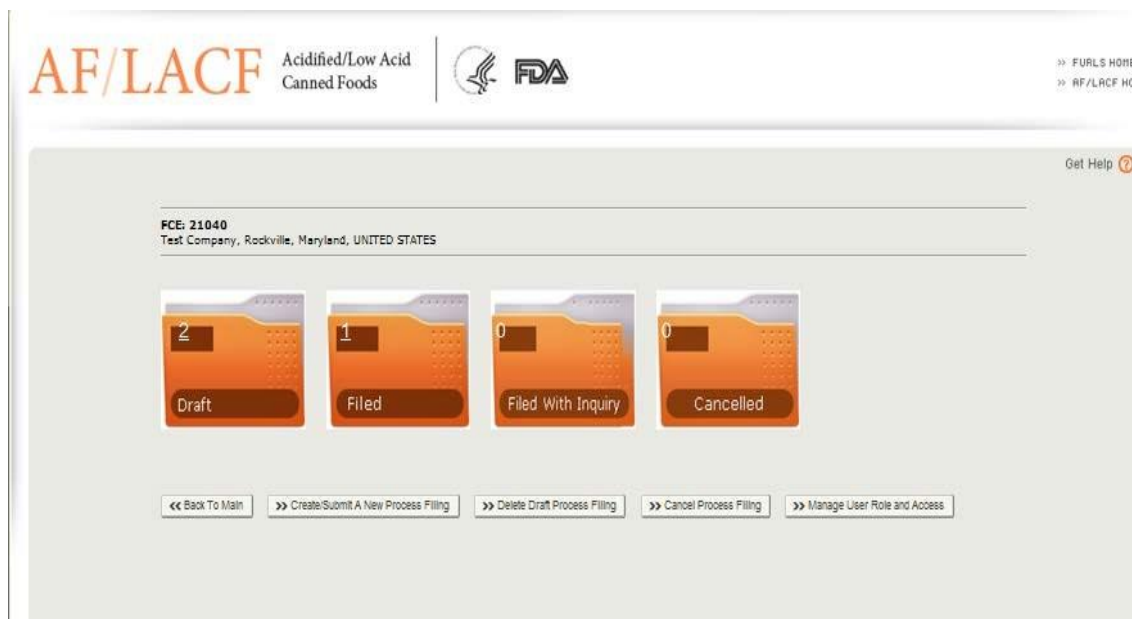 AF/LACF
Acidified/Low Acid
Canned Foods
FDA
>> FURLS HOME
>> AF/LACF HO
Get Help ?
FCE: 21040
Test Company, Rockville, Maryland, UNITED STATES
2
Draft
1
Filed
0
Filed With Inquiry
0
Cancelled
<< Back To Main
>> Create/Submit A New Process Filing
>> Delete Draft Process Filing
>> Cancel Process Filing
>> Manage User Role and Access